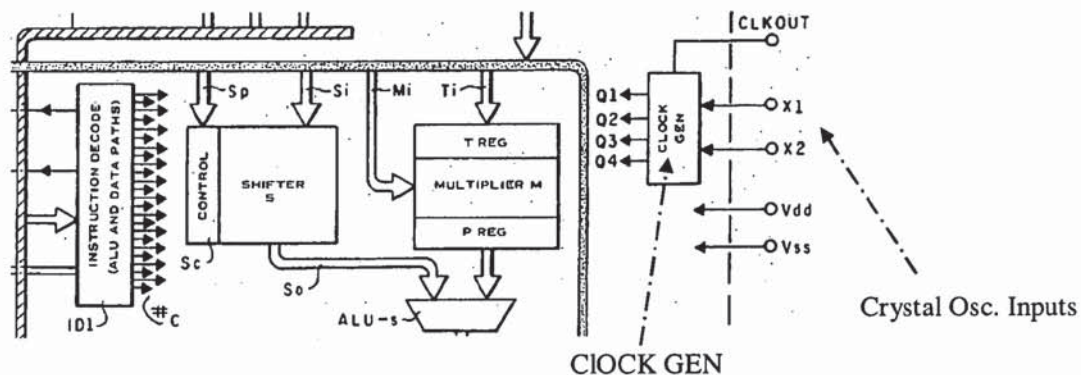 CLKOUT
Sp
Si
Mi
Ti
Q1
Q2
Q3
Q4
CLOCK
GEN
X1
X2
Vdd
Vss
INSTRUCTION DECODE
(ALU AND DATA PATHS)
CONTROL
SHIFTER
S
T REG
MULTIPLIER M
P REG
Sc
So
ID1
#C
ALU-s
Crystal Osc. Inputs
ClOCK GEN